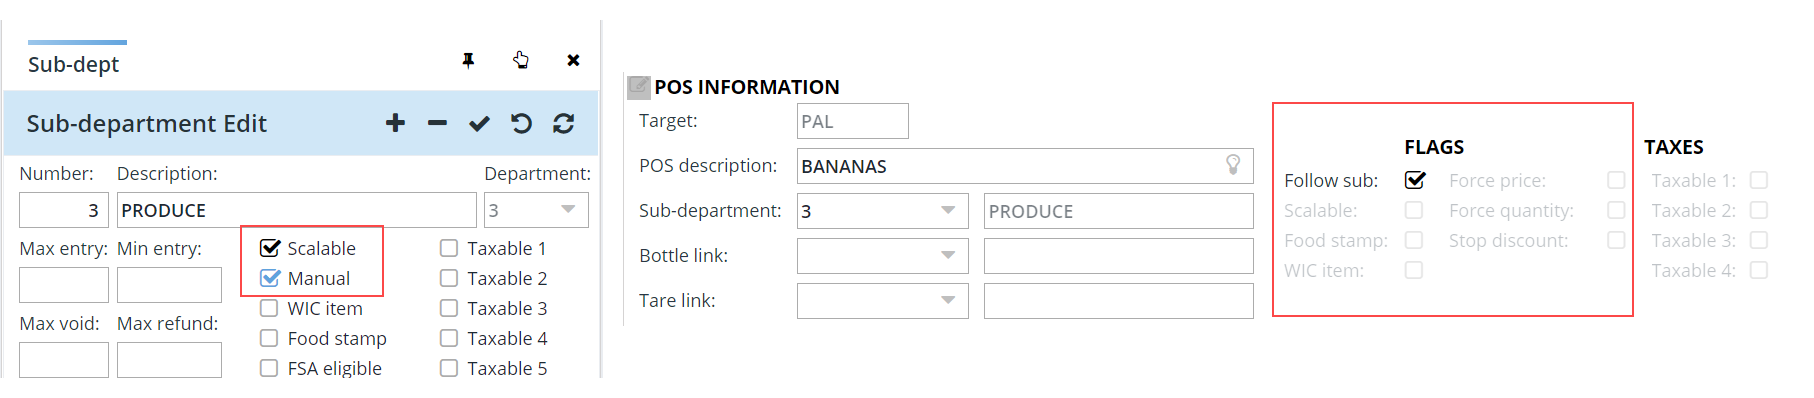 Sub-dept
Sub-department Edit
Number: Description: Department:
3 PRODUCE 3
Max entry: Min entry: Scalable Taxable 1
Manual Taxable 2
WIC item Taxable 3
Max void: Max refund: Food stamp Taxable 4
FSA eligible Taxable 5
POS INFORMATION
Target: PAL
POS description: BANANAS
Sub-department: 3 PRODUCE
Bottle link:
Tare link:
FLAGS
Follow sub: Force price:
Scalable: Force quantity:
Food stamp: Stop discount:
WIC item:
TAXES
Taxable 1:
Taxable 2:
Taxable 3:
Taxable 4: